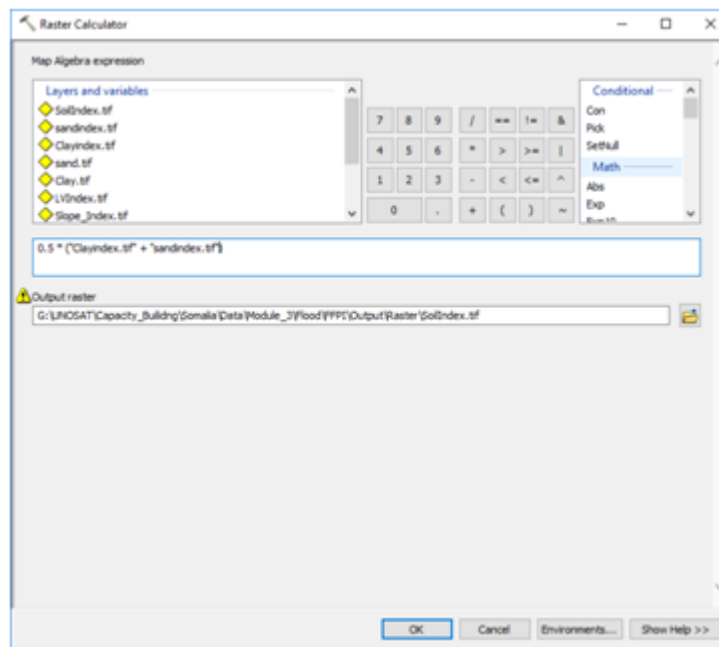 Raster Calculator
Map Algebra expression
Layers and variables
SoilIndex.tif
sandindex.tif
Clayindex.tif
sand.tif
Clay.tif
LVIndex.tif
Slope_Index.tif
7 8 9 / == != &
4 5 6 * > >= |
1 2 3 - < <= ^
0 . + ( ) ~
Conditional
Con
Pick
SetNull
Math
Abs
Exp
Exp10
0.5 * ("Clayindex.tif" + "sandindex.tif")
Output raster
G:\UNOSAT\Capacity_Buildng\Somalia\Data\Module_3\Flood\FFPI\Output\Raster\SoilIndex.tif
OK Cancel Environments... Show Help >>